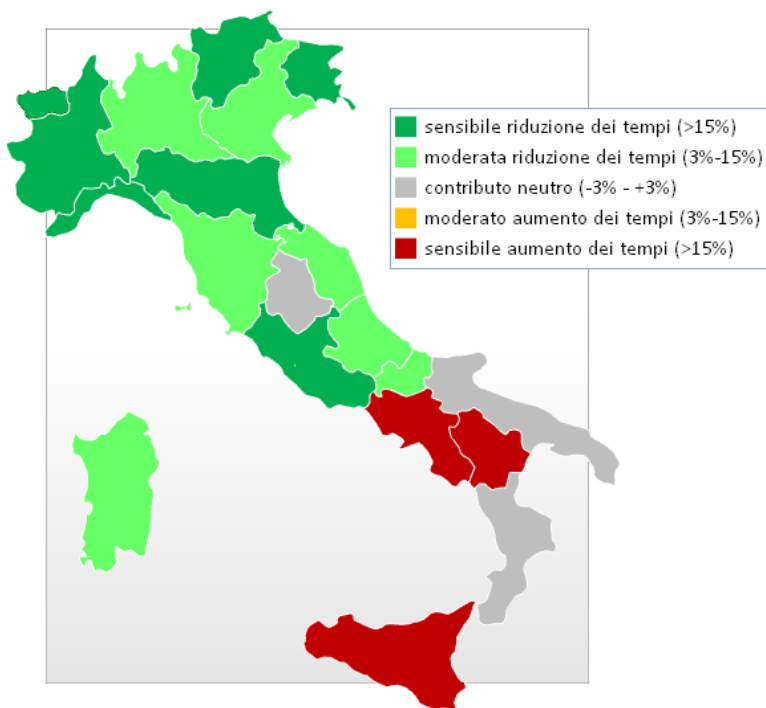 sensibile riduzione dei tempi (>15%)
moderata riduzione dei tempi (3%-15%)
contributo neutro (-3% - +3%)
moderato aumento dei tempi (3%-15%)
sensibile aumento dei tempi (>15%)